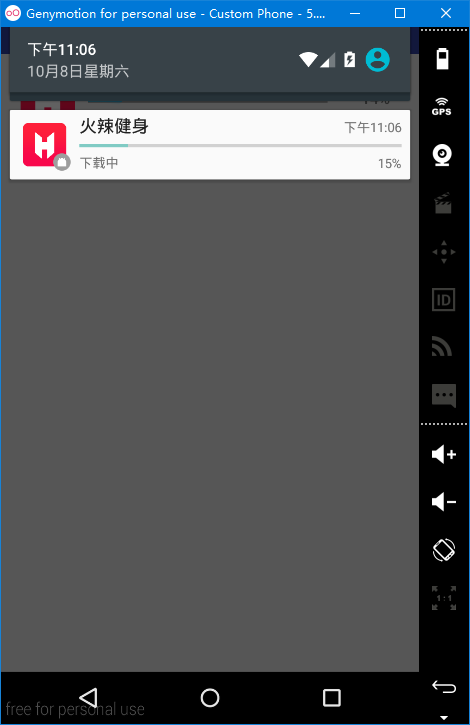 Genymotion for personal use - Custom Phone - 5....
下午11:06
10月8日星期六
火辣健身
下午11:06
下载中
15%
GPS
ID
1:1
free for personal use